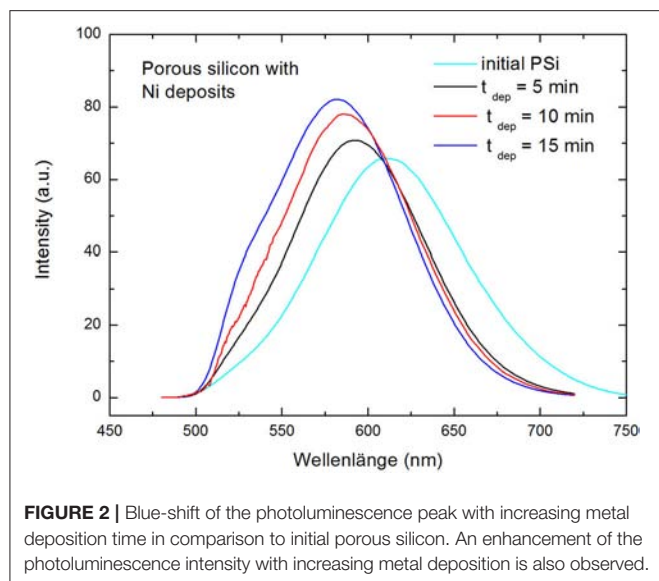 Porous silicon with
Ni deposits
initial PSi
t dep = 5 min
t dep = 10 min
t dep = 15 min
Intensity (a.u.)
100
80
60
40
20
0
450 500 550 600 650 700 750
Wellenlänge (nm)
FIGURE 2 | Blue-shift of the photoluminescence peak with increasing metal
deposition time in comparison to initial porous silicon. An enhancement of the
photoluminescence intensity with increasing metal deposition is also observed.